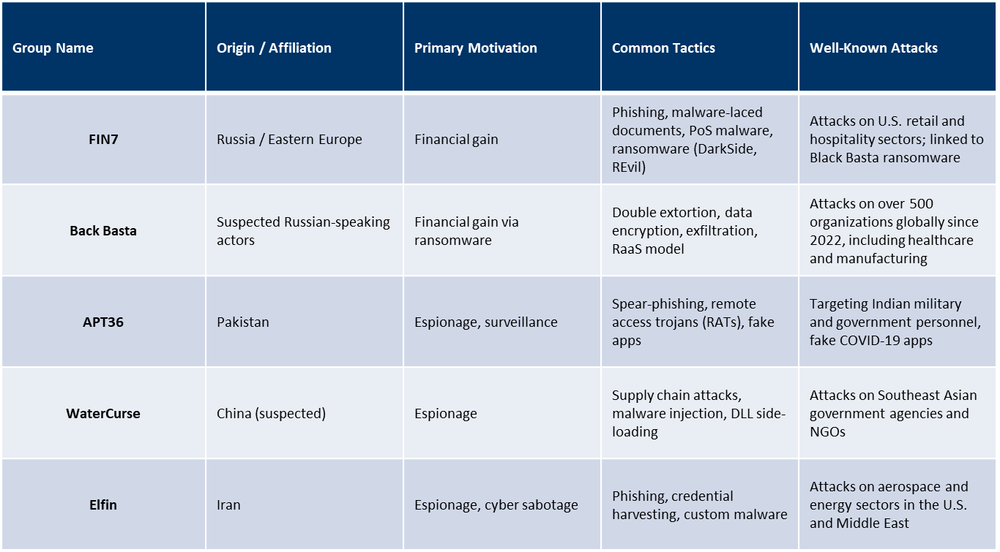 Group Name
Origin / Affiliation
Primary Motivation
Common Tactics
Well-Known Attacks
FIN7
Russia / Eastern Europe
Financial gain
Phishing, malware-laced
documents, PoS malware,
ransomware (DarkSide,
REvil)
Attacks on U.S. retail and
hospitality sectors; linked to
Black Basta ransomware
Back Basta
Suspected Russian-speaking
actors
Financial gain via
ransomware
Double extortion, data
encryption, exfiltration,
RaaS model
Attacks on over 500
organizations globally since
2022, including healthcare
and manufacturing
APT36
Pakistan
Espionage, surveillance
Spear-phishing, remote
access trojans (RATs), fake
apps
Targeting Indian military
and government personnel,
fake COVID-19 apps
WaterCurse
China (suspected)
Espionage
Supply chain attacks,
malware injection, DLL side-
loading
Attacks on Southeast Asian
government agencies and
NGOs
Elfin
Iran
Espionage, cyber sabotage
Phishing, credential
harvesting, custom malware
Attacks on aerospace and
energy sectors in the U.S.
and Middle East